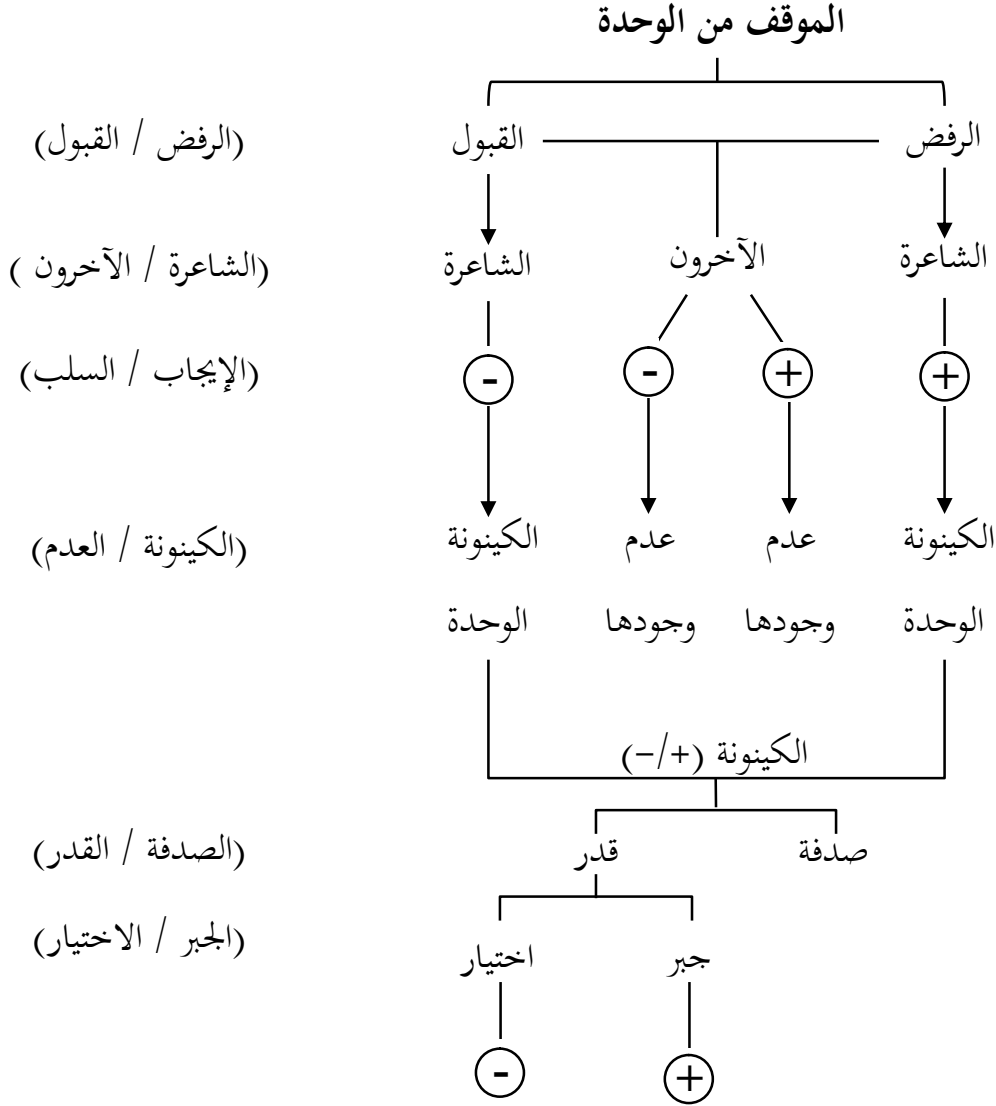 الموقف من الوحدة
الرفض القبول (الرفض / القبول)
الشاعرة الآخرون الشاعرة (الشاعرة / الآخرون )
+ + - - (الإيجاب / السلب)
الكينونة عدم عدم الكينونة (الكينونة / العدم)
الوحدة وجودها وجودها الوحدة
الكينونة (+/-)
صدفة قدر (الصدفة / القدر)
(الجبر / الاختيار)
جبر اختيار
+ -